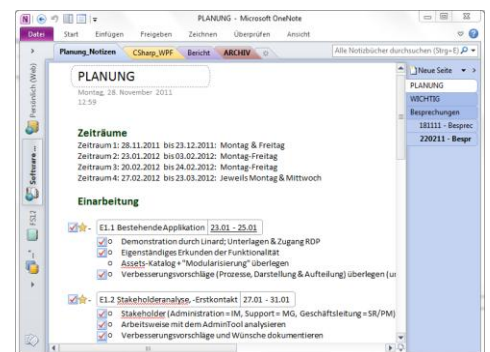 PLANUNG - Microsoft OneNote
Datei Start Einfügen Freigeben Zeichnen Überprüfen Ansicht
Planung_Notizen CSharp_WPF Bericht ARCHIV Alle Notizbücher durchsuchen (Strg+E)
Persönlich (Web)
Software ...
FS12
Neue Seite
PLANUNG
WICHTIG
Besprechungen
181111 - Besprec
220211 - Bespr
PLANUNG
Montag, 28. November 2011
12:59
Zeiträume
Zeitraum 1: 28.11.2011 bis 23.12.2011: Montag & Freitag
Zeitraum 2: 23.01.2012 bis 03.02.2012: Montag-Freitag
Zeitraum 3: 20.02.2012 bis 24.02.2012: Montag-Freitag
Zeitraum 4: 27.02.2012 bis 23.03.2012: Jeweils Montag & Mittwoch
Einarbeitung
E1.1 Bestehende Applikation 23.01 - 25.01
Demonstration durch Linard; Unterlagen & Zugang RDP
Eigenständiges Erkunden der Funktionalität
Assets-Katalog + "Modularisierung" überlegen
Verbesserungsvorschläge (Prozesse, Darstellung & Aufteilung) überlegen (ur
E1.2 Stakeholderanalyse, -Erstkontakt 27.01 - 31.01
Stakeholder (Administration = IM, Support = MG, Geschäftsleitung = SR/PM)
Arbeitsweise mit dem AdminTool analysieren
Verbesserungsvorschläge und Wünsche dokumentieren